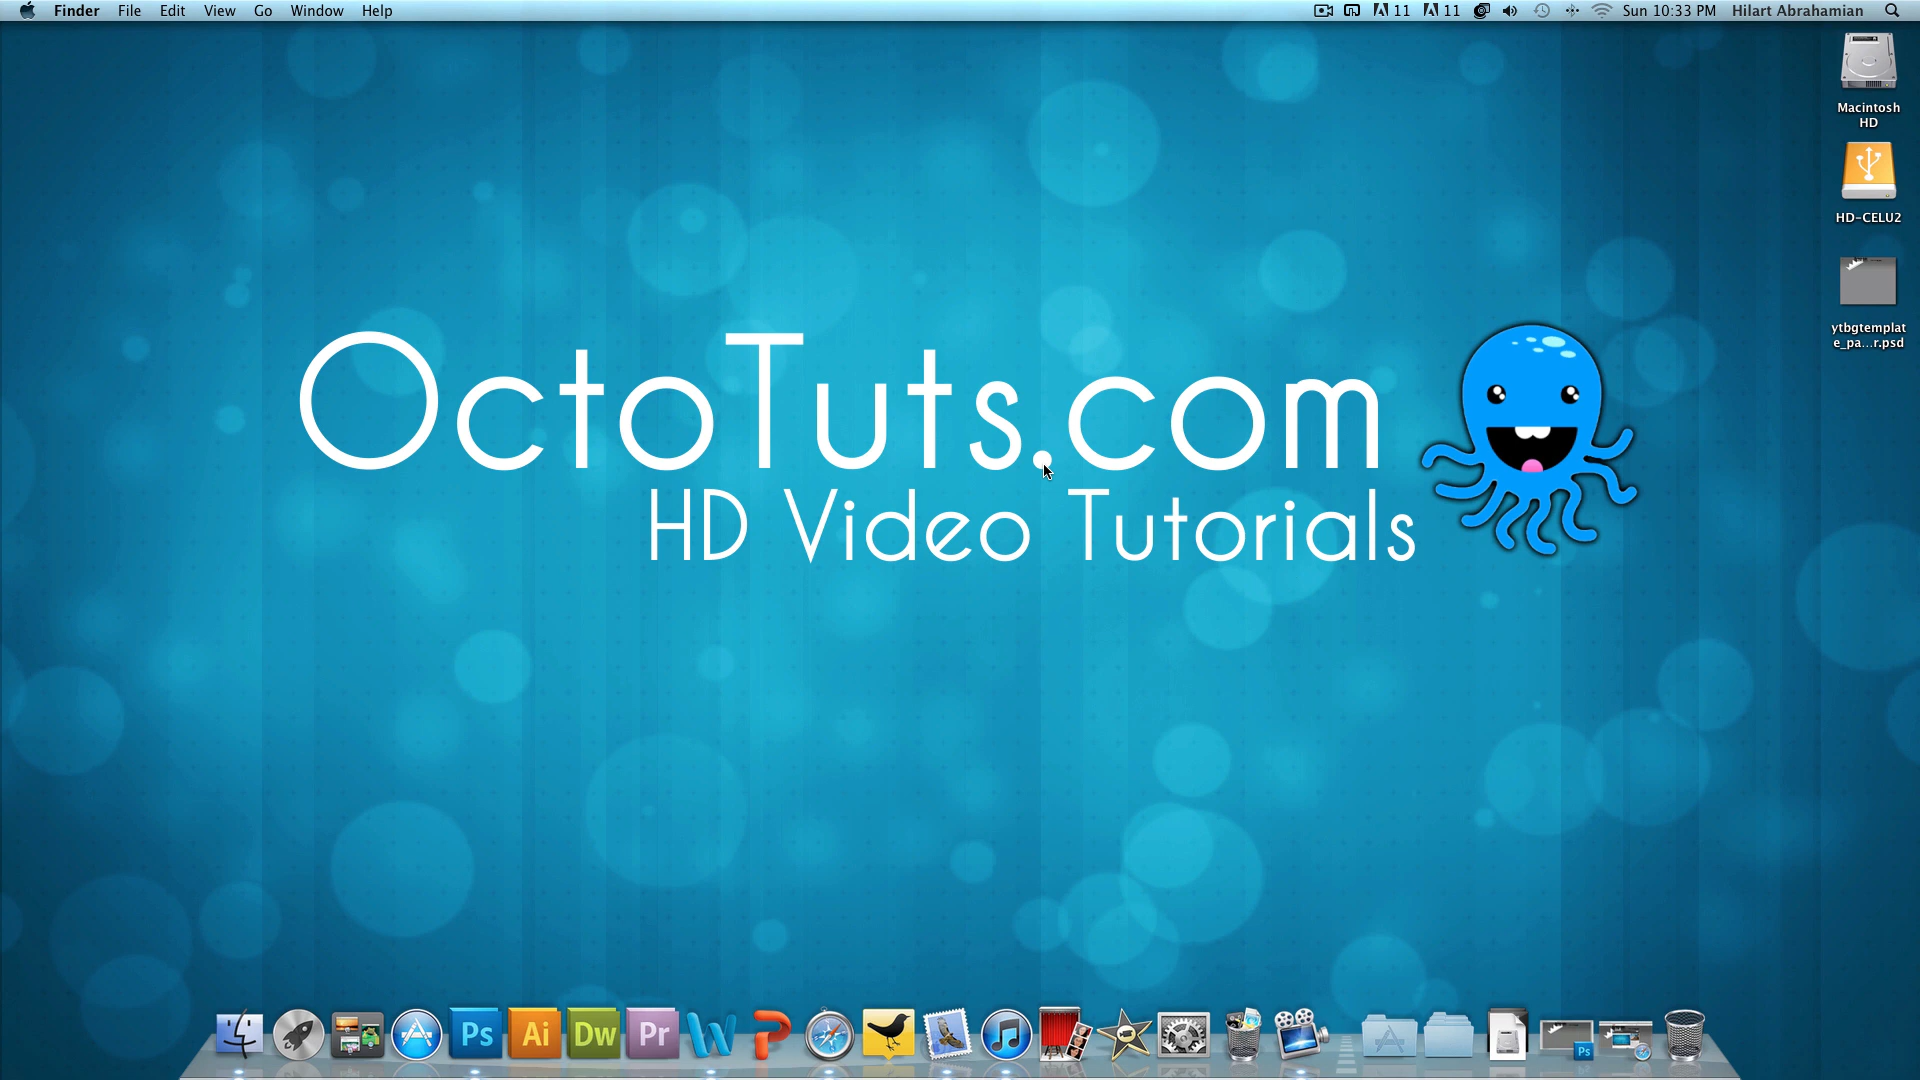 Finder File Edit View Go Window Help
11 11 Sun 10:33 PM Hilart Abrahamian
Macintosh
HD
HD-CELU2
ytbgtemplat
e_pa...r.psd
OctoTuts.com
HD Video Tutorials
Ps Ai Dw Pr W P
Ps